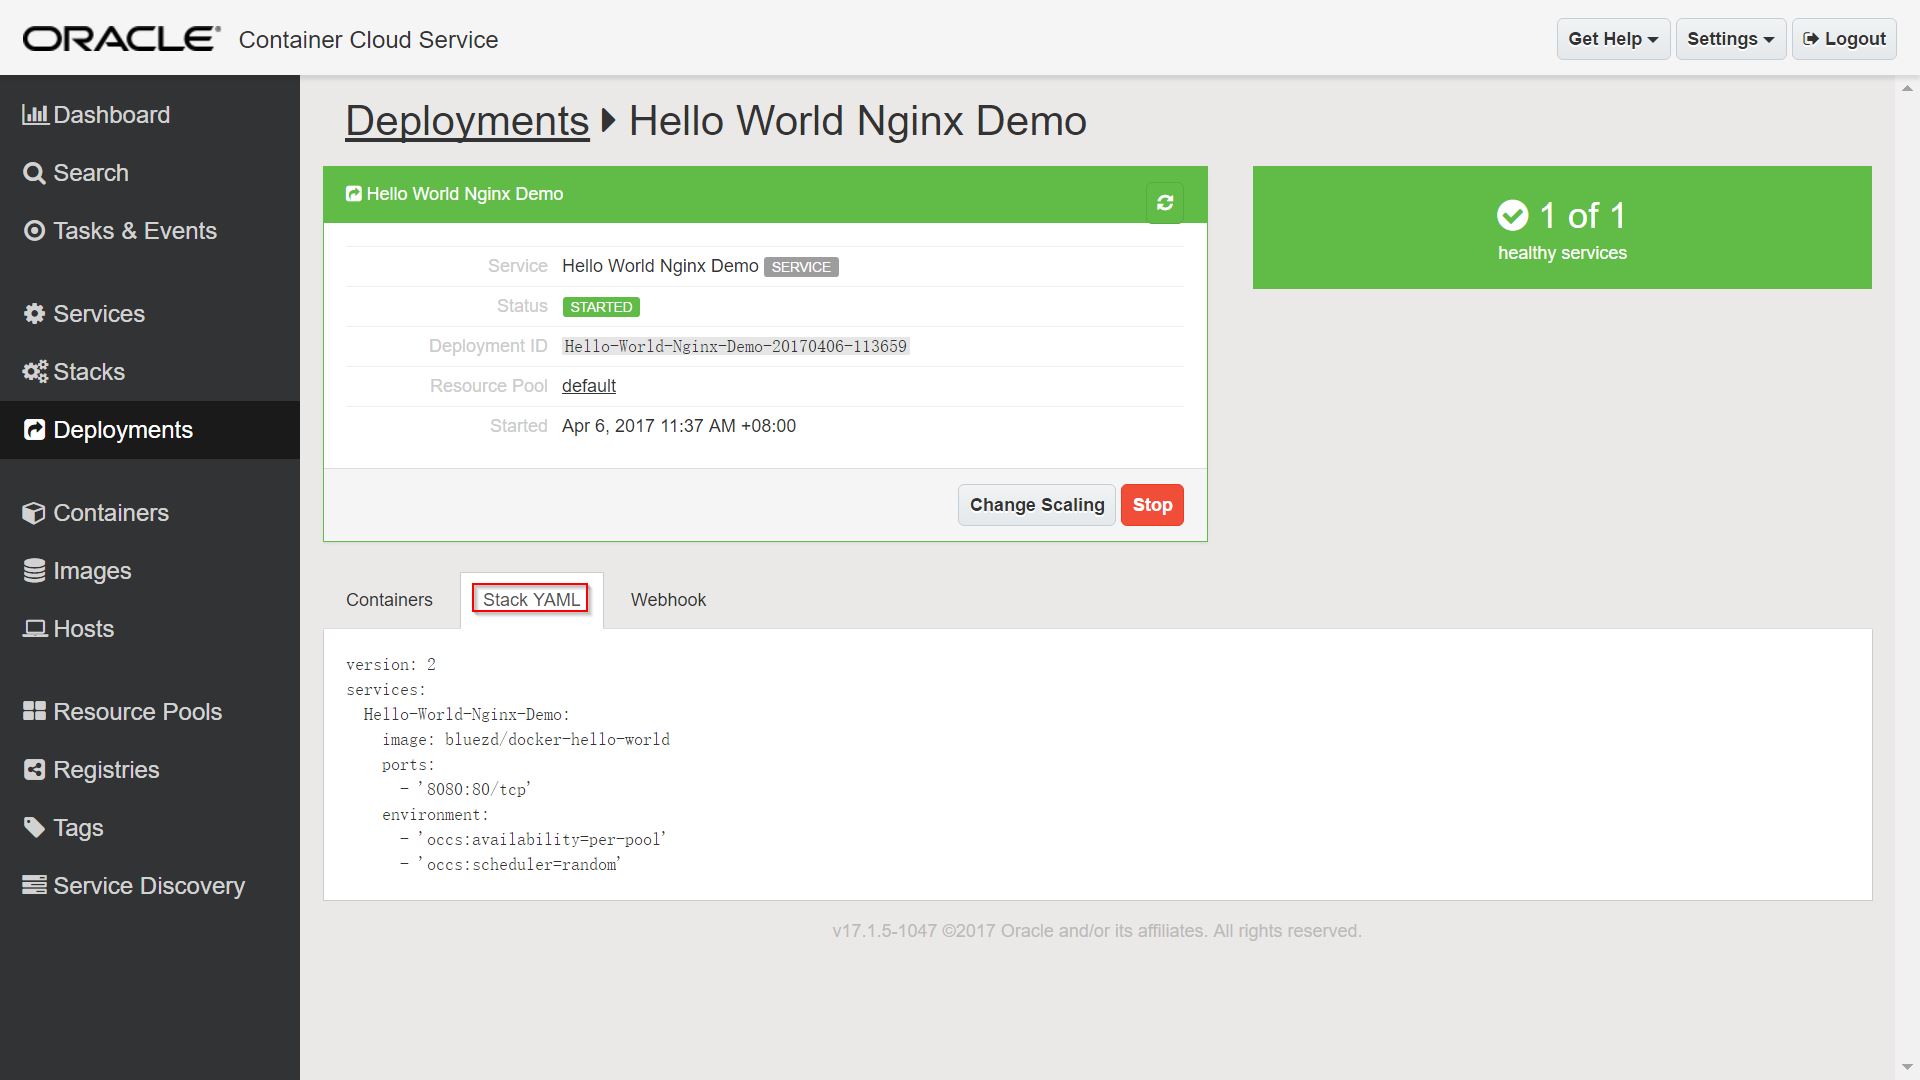 ORACLE® Container Cloud Service
Get Help
Settings
Logout
Dashboard
Search
Tasks & Events
Services
Stacks
Deployments
Containers
Images
Hosts
Resource Pools
Registries
Tags
Service Discovery
Deployments Hello World Nginx Demo
Hello World Nginx Demo
Service Hello World Nginx Demo SERVICE
Status STARTED
Deployment ID Hello-World-Nginx-Demo-20170406-113659
Resource Pool default
Started Apr 6, 2017 11:37 AM +08:00
Change Scaling Stop
1 of 1
healthy services
Containers Stack YAML Webhook
version: 2
services:
  Hello-World-Nginx-Demo:
    image: bluezd/docker-hello-world
    ports:
      - '8080:80/tcp'
    environment:
      - 'occs:availability=per-pool'
      - 'occs:scheduler=random'
v17.1.5-1047 ©2017 Oracle and/or its affiliates. All rights reserved.